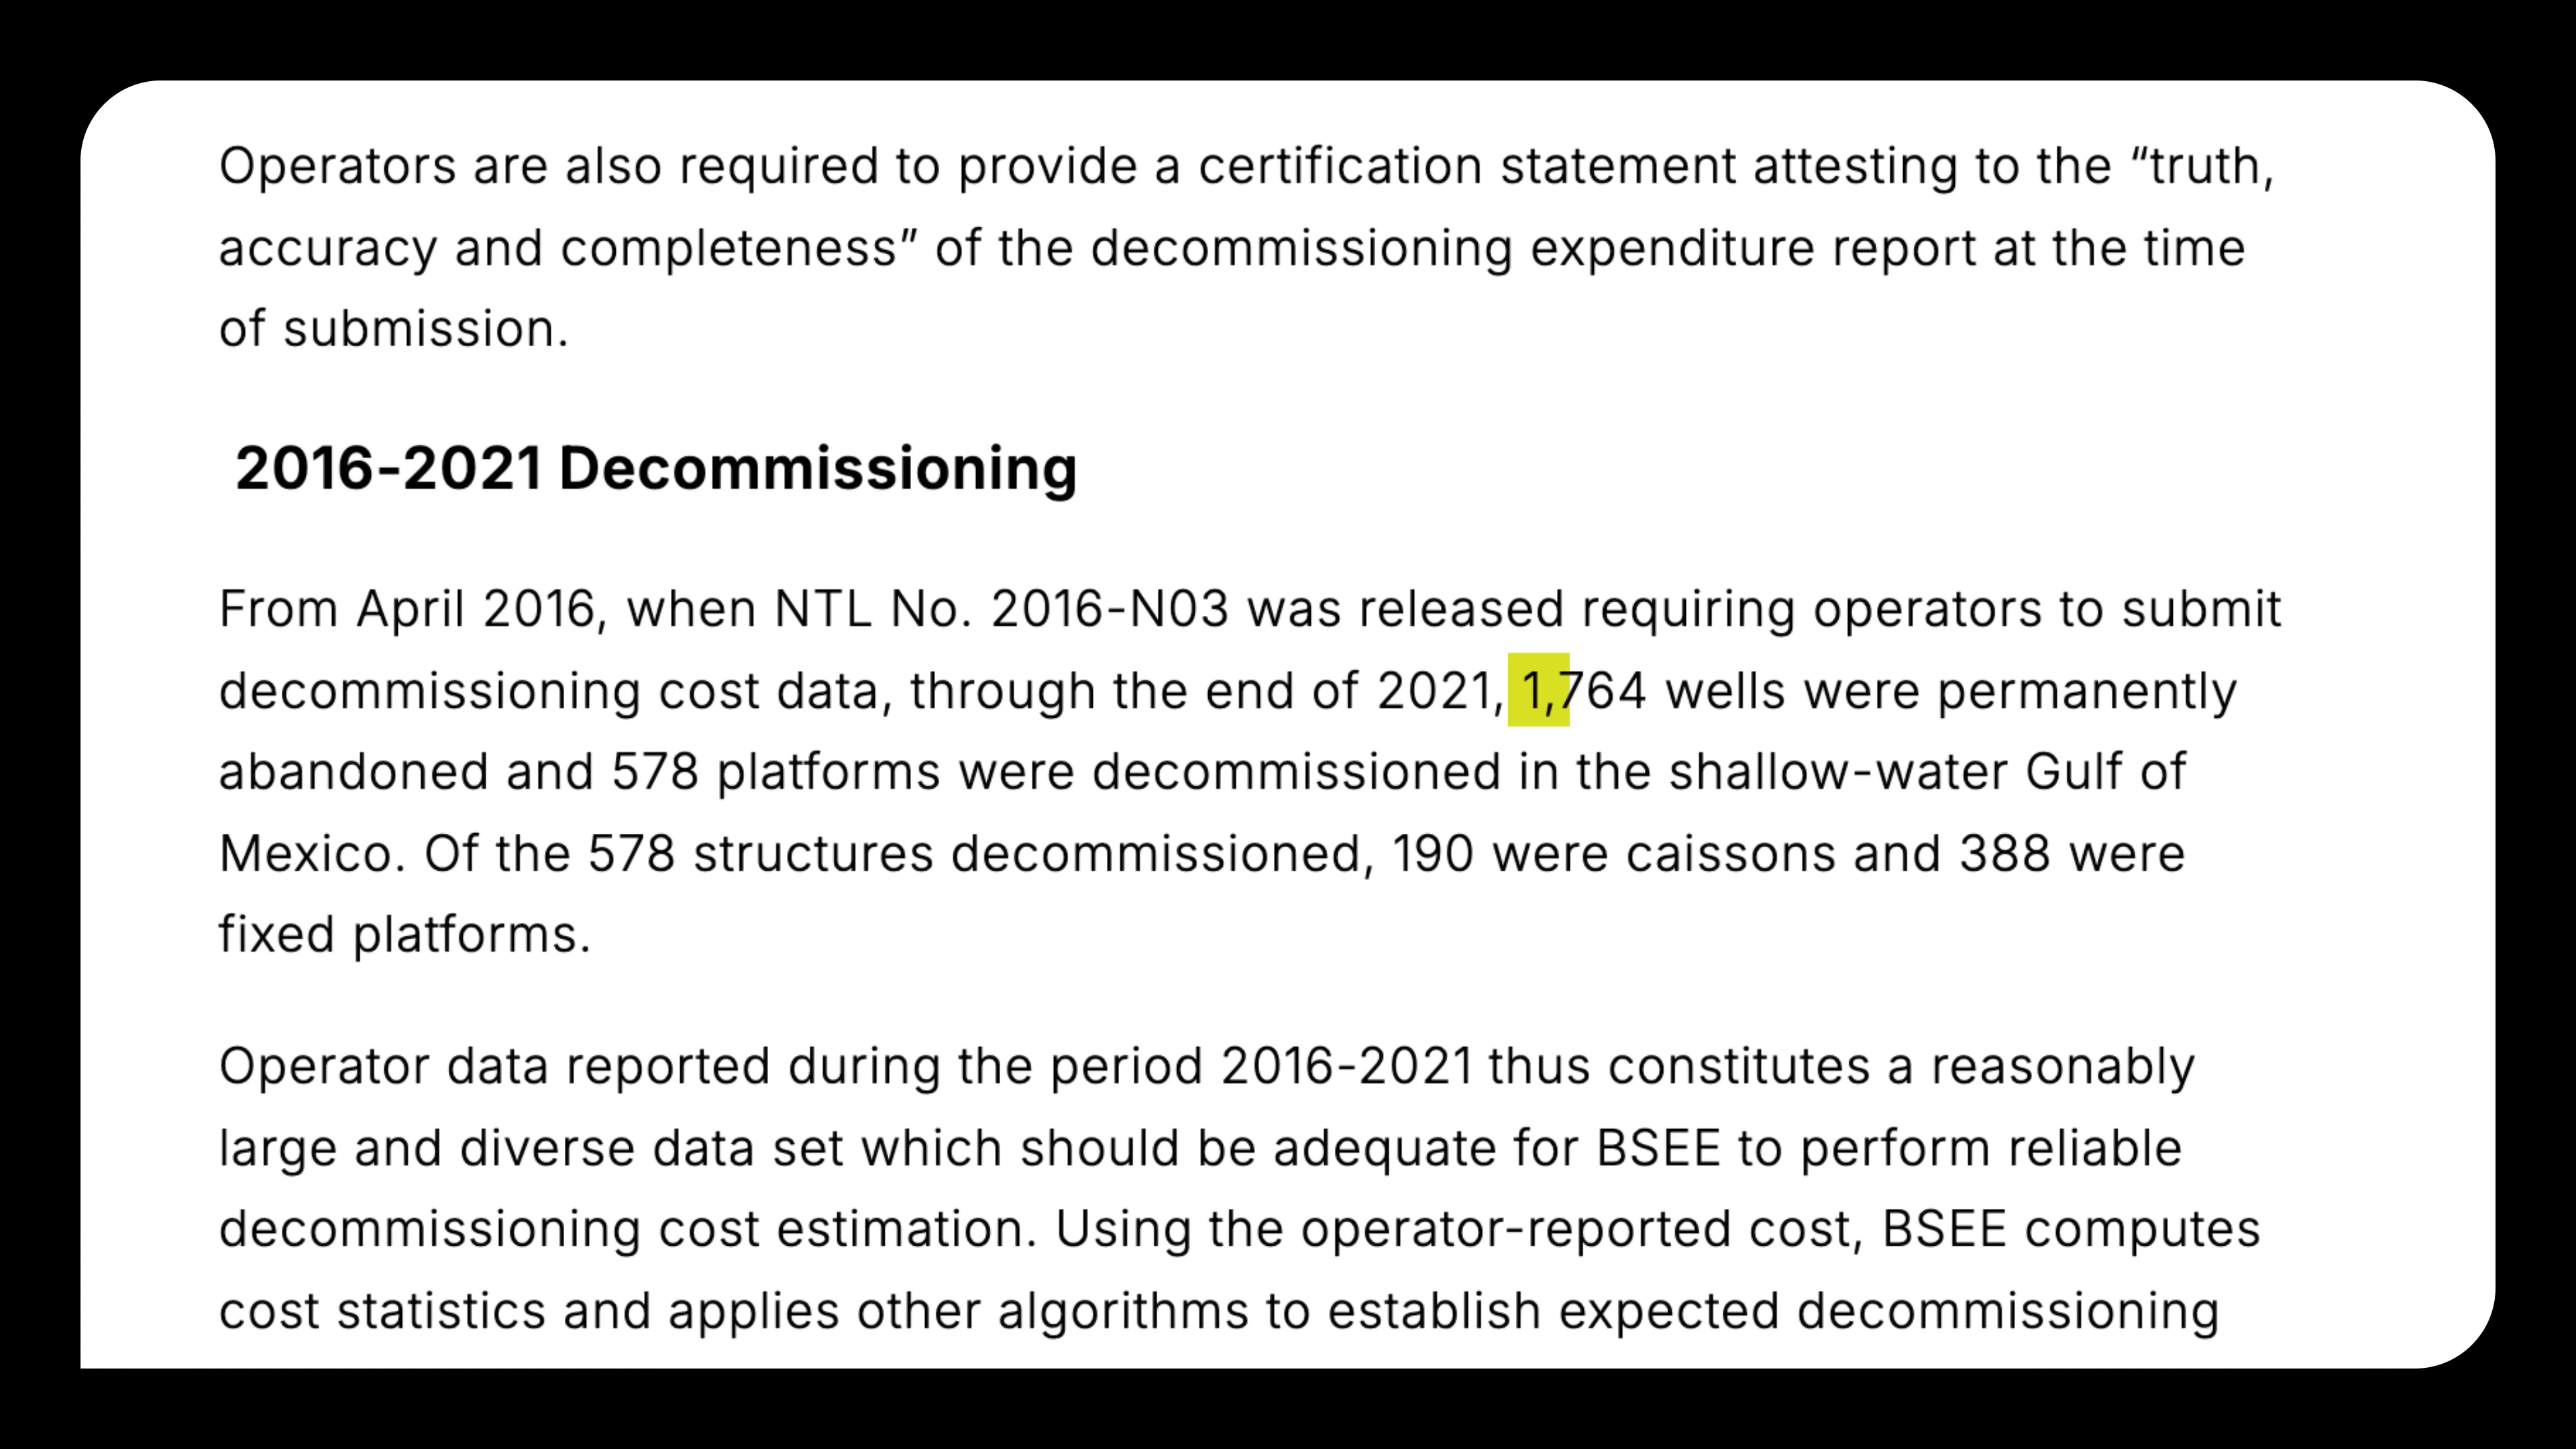 Operators are also required to provide a certification statement attesting to the “truth,
accuracy and completeness” of the decommissioning expenditure report at the time
of submission.
2016-2021 Decommissioning
From April 2016, when NTL No. 2016-N03 was released requiring operators to submit
decommissioning cost data, through the end of 2021, 1,764 wells were permanently
abandoned and 578 platforms were decommissioned in the shallow-water Gulf of
Mexico. Of the 578 structures decommissioned, 190 were caissons and 388 were
fixed platforms.
Operator data reported during the period 2016-2021 thus constitutes a reasonably
large and diverse data set which should be adequate for BSEE to perform reliable
decommissioning cost estimation. Using the operator-reported cost, BSEE computes
cost statistics and applies other algorithms to establish expected decommissioning